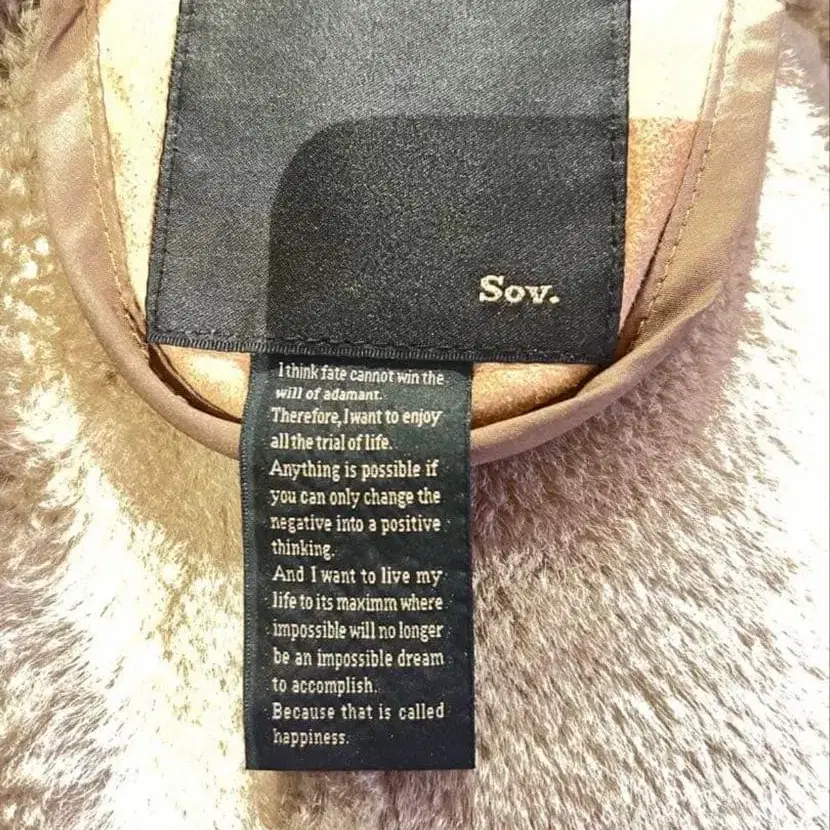 Sov.
I think fate cannot win the
will of adamant.
Therefore, I want to enjoy
all the trial of life.
Anything is possible if
you can only change the
negative into a positive
thinking.
And I want to live my
life to its maximm where
impossible will no longer
be an impossible dream
to accomplish.
Because that is called
happiness.